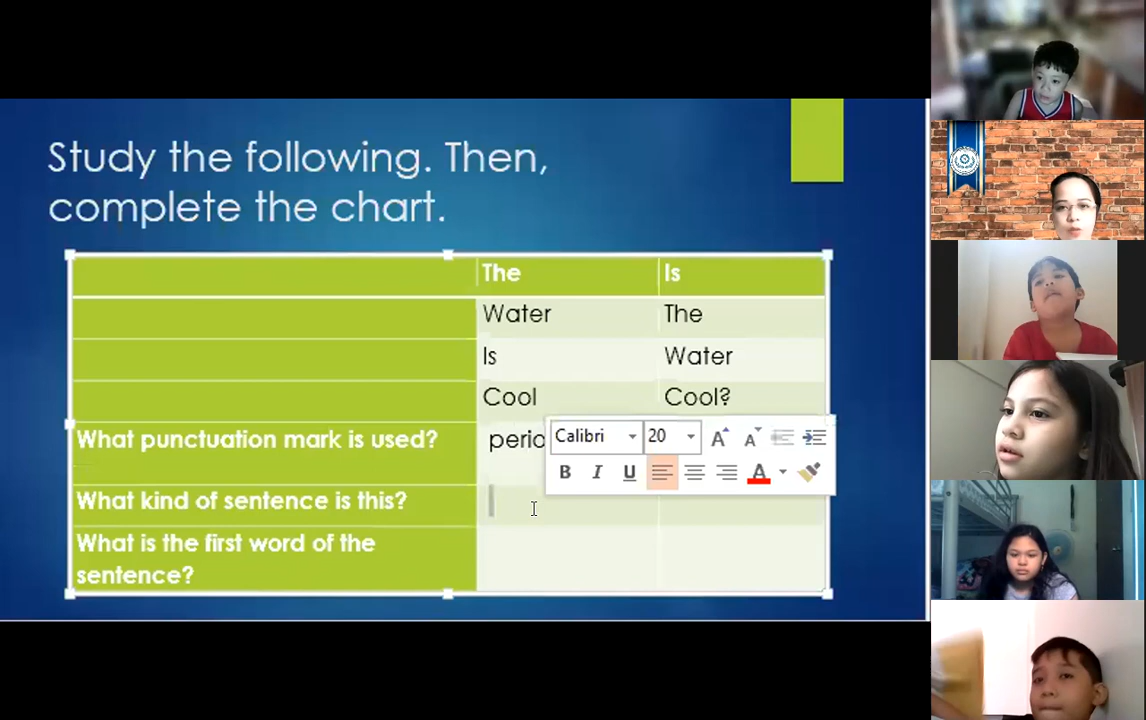 Study the following. Then,
complete the chart.
The Is
Water The
Is Water
Cool Cool?
What punctuation mark is used? perio
Calibri 20 A A
B I U A
What kind of sentence is this?
What is the first word of the
sentence?